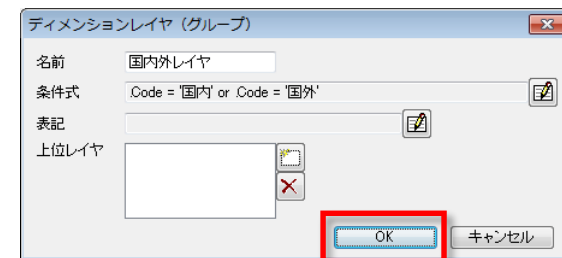 ディメンションレイヤ（グループ）
名前 国内外レイヤ
条件式 .Code = '国内' or .Code = '国外'
表記
上位レイヤ
OK キャンセル